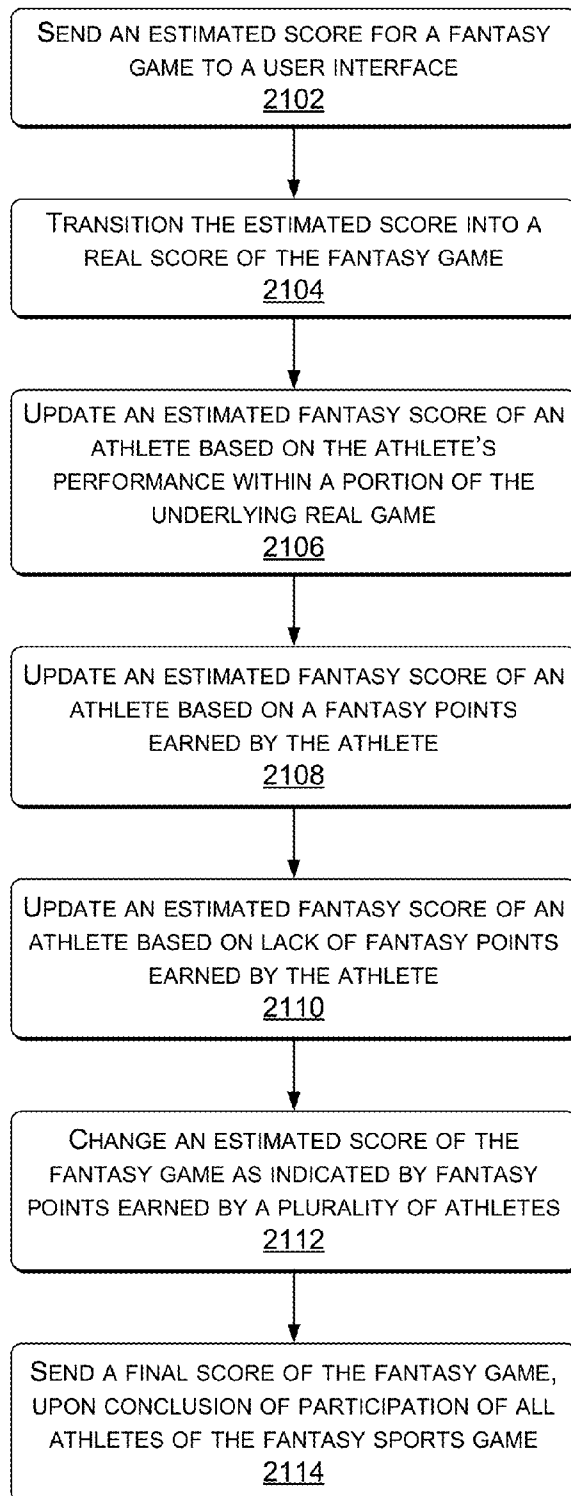 SEND AN ESTIMATED SCORE FOR A FANTASY
GAME TO A USER INTERFACE
2102
TRANSITION THE ESTIMATED SCORE INTO A
REAL SCORE OF THE FANTASY GAME
2104
UPDATE AN ESTIMATED FANTASY SCORE OF AN
ATHLETE BASED ON THE ATHLETE'S
PERFORMANCE WITHIN A PORTION OF THE
UNDERLYING REAL GAME
2106
UPDATE AN ESTIMATED FANTASY SCORE OF AN
ATHLETE BASED ON A FANTASY POINTS
EARNED BY THE ATHLETE
2108
UPDATE AN ESTIMATED FANTASY SCORE OF AN
ATHLETE BASED ON LACK OF FANTASY POINTS
EARNED BY THE ATHLETE
2110
CHANGE AN ESTIMATED SCORE OF THE
FANTASY GAME AS INDICATED BY FANTASY
POINTS EARNED BY A PLURALITY OF ATHLETES
2112
SEND A FINAL SCORE OF THE FANTASY GAME,
UPON CONCLUSION OF PARTICIPATION OF ALL
ATHLETES OF THE FANTASY SPORTS GAME
2114